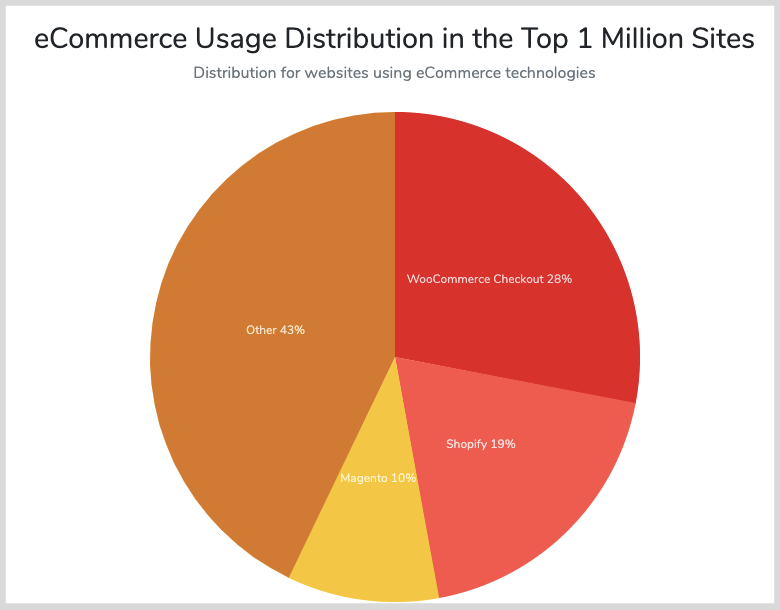 eCommerce Usage Distribution in the Top 1 Million Sites
Distribution for websites using eCommerce technologies
WooCommerce Checkout 28%
Other 43%
Shopify 19%
Magento 10%